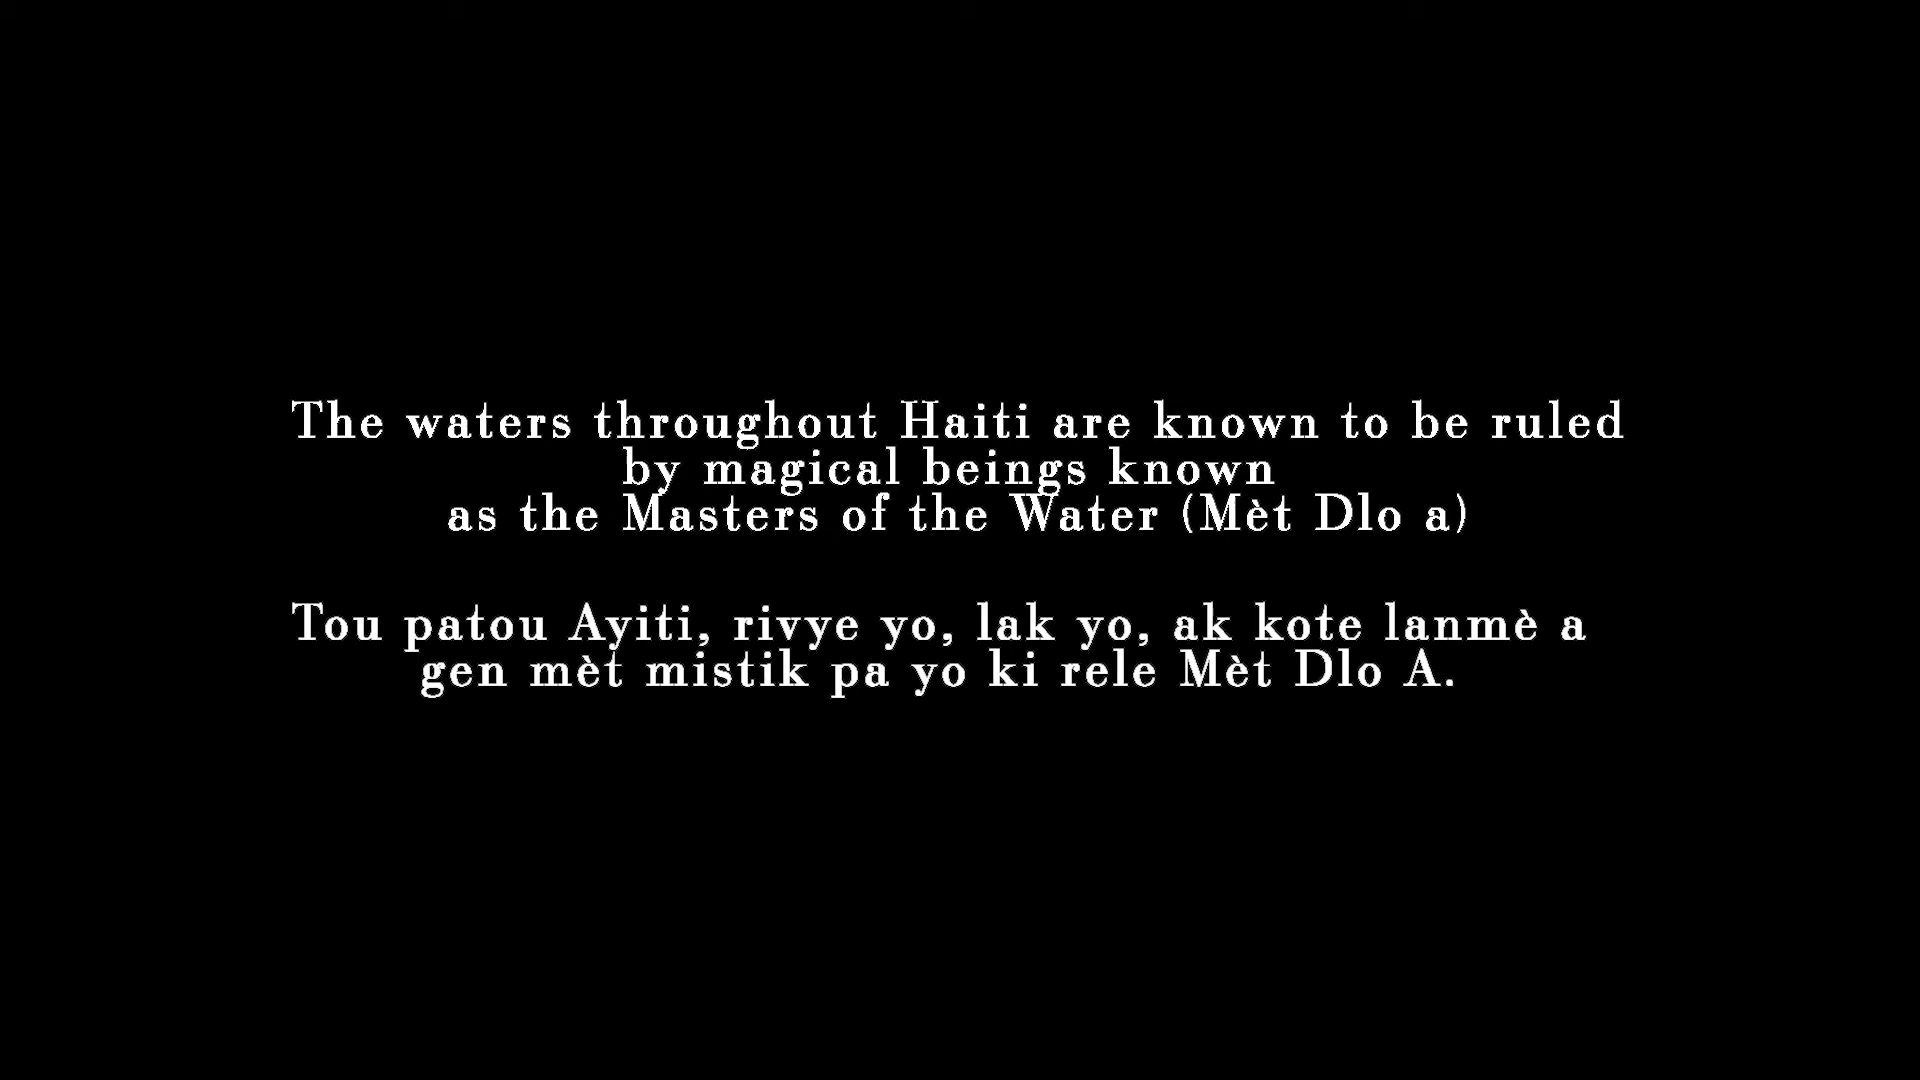 The waters throughout Haiti are known to be ruled
by magical beings known
as the Masters of the Water (Mèt Dlo a)
Tou patou Ayiti, rivye yo, lak yo, ak kote lanmè a
gen mèt mistik pa yo ki rele Mèt Dlo A.